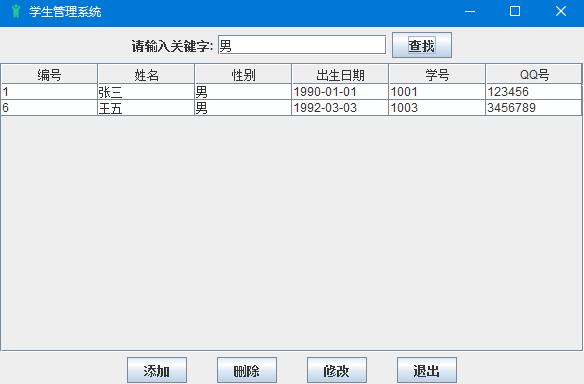 学生管理系统
请输入关键字: 男 查找
编号 姓名 性别 出生日期 学号 QQ号
1 张三 男 1990-01-01 1001 123456
6 王五 男 1992-03-03 1003 3456789
添加 删除 修改 退出